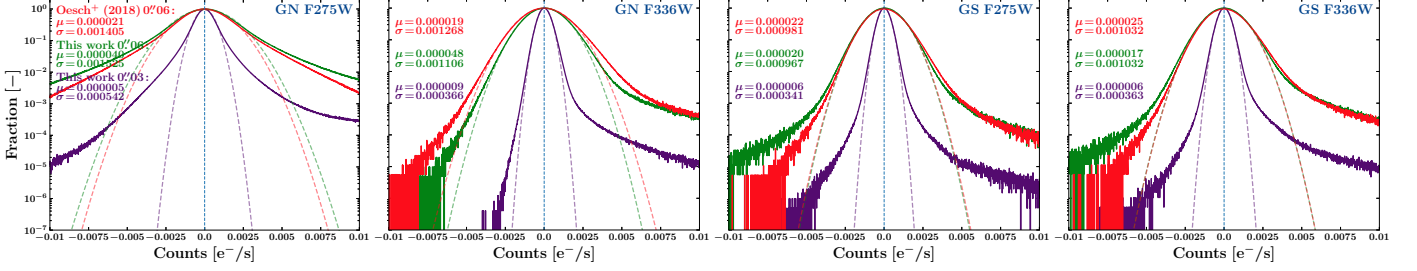 Fraction [−]
10⁰
10⁻¹
10⁻²
10⁻³
10⁻⁴
10⁻⁵
10⁻⁶
10⁻⁷
GN F275W
Oesch⁺ (2018) 0″.06:
μ=0.000021
σ=0.001405
This work 0″.06:
μ=0.000040
σ=0.001525
This work 0″.03:
μ=0.000005
σ=0.000542
−0.01 −0.0075 −0.005 −0.0025 0.0 0.0025 0.005 0.0075 0.01
Counts [e⁻/s]
GN F336W
μ=0.000019
σ=0.001268
μ=0.000048
σ=0.001106
μ=0.000009
σ=0.000366
−0.01 −0.0075 −0.005 −0.0025 0.0 0.0025 0.005 0.0075 0.01
Counts [e⁻/s]
GS F275W
μ=0.000022
σ=0.000981
μ=0.000020
σ=0.000967
μ=0.000006
σ=0.000341
−0.01 −0.0075 −0.005 −0.0025 0.0 0.0025 0.005 0.0075 0.01
Counts [e⁻/s]
GS F336W
μ=0.000025
σ=0.001032
μ=0.000017
σ=0.001032
μ=0.000006
σ=0.000363
−0.01 −0.0075 −0.005 −0.0025 0.0 0.0025 0.005 0.0075 0.01
Counts [e⁻/s]